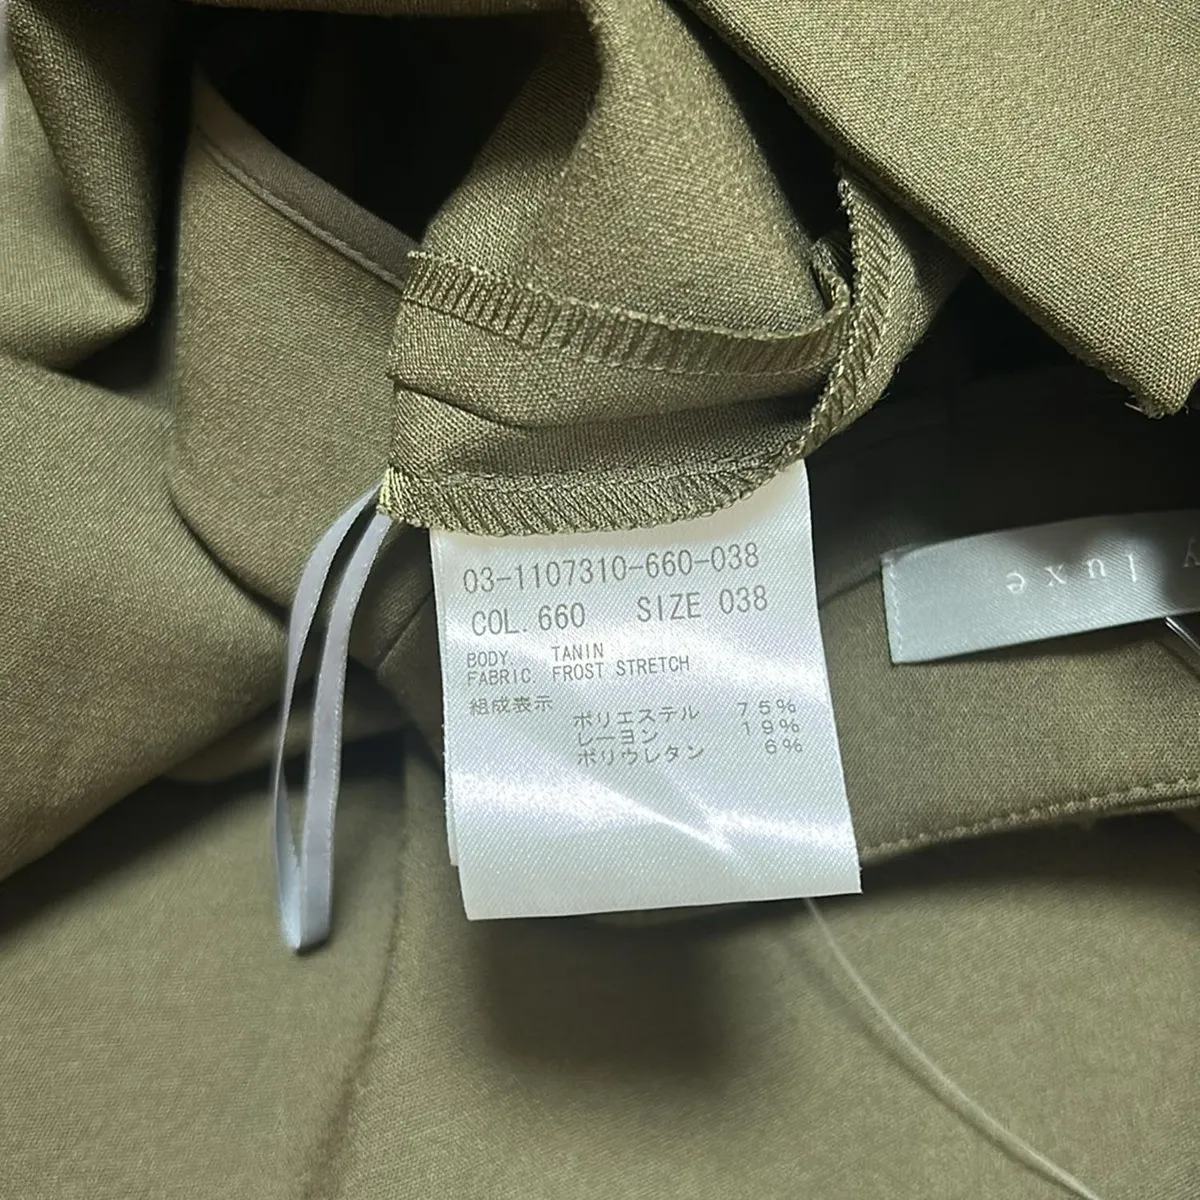 03-1107310-660-038
COL. 660 SIZE 038
BODY. TANIN
FABRIC. FROST STRETCH
組成表示
ポリエステル 75%
レーヨン 19%
ポリウレタン 6%
luxe